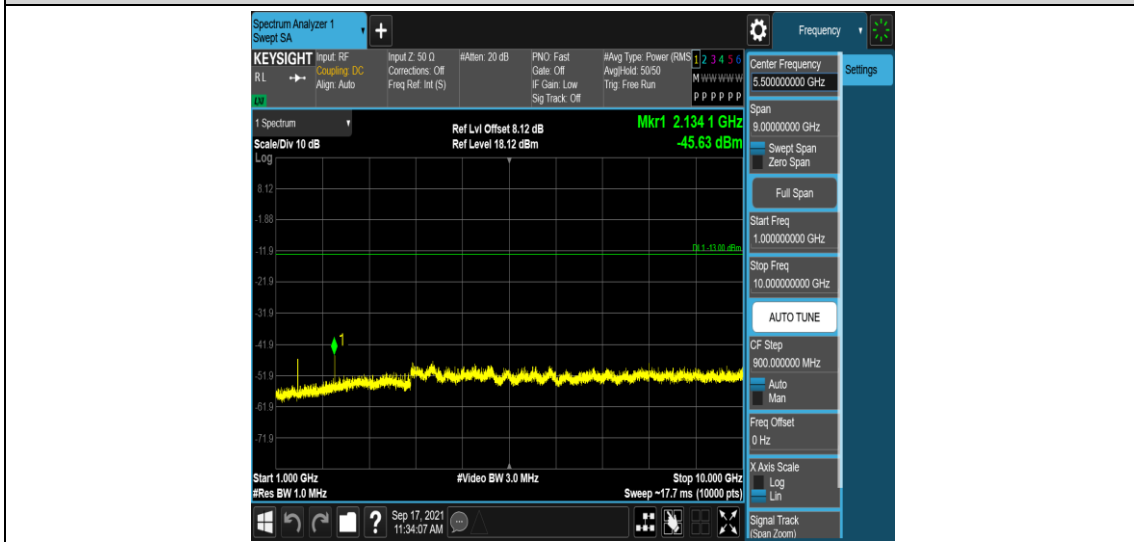 Spectrum Analyzer 1
Swept SA
+
Frequency
KEYSIGHT
RL
LXI
Input: RF
Coupling: DC
Align: Auto
Input Z: 50 Ω
Corrections: Off
Freq Ref: Int (S)
#Atten: 20 dB
PNO: Fast
Gate: Off
IF Gain: Low
Sig Track: Off
#Avg Type: Power (RMS
Avg|Hold: 50/50
Trig: Free Run
1 2 3 4 5 6
M W W W W W
P P P P P P
1 Spectrum
Scale/Div 10 dB
Ref Lvl Offset 8.12 dB
Ref Level 18.12 dBm
Mkr1 2.134 1 GHz
-45.63 dBm
Log
8.12
-1.88
-11.9
-21.9
-31.9
-41.9
-51.9
-61.9
-71.9
DL1 -13.00 dBm
1
Start 1.000 GHz
#Res BW 1.0 MHz
#Video BW 3.0 MHz
Stop 10.000 GHz
Sweep ~17.7 ms (10000 pts)
Center Frequency
5.500000000 GHz
Settings
Span
9.00000000 GHz
Swept Span
Zero Span
Full Span
Start Freq
1.000000000 GHz
Stop Freq
10.000000000 GHz
AUTO TUNE
CF Step
900.000000 MHz
Auto
Man
Freq Offset
0 Hz
X Axis Scale
Log
Lin
Signal Track
(Span Zoom)
?
Sep 17, 2021
11:34:07 AM